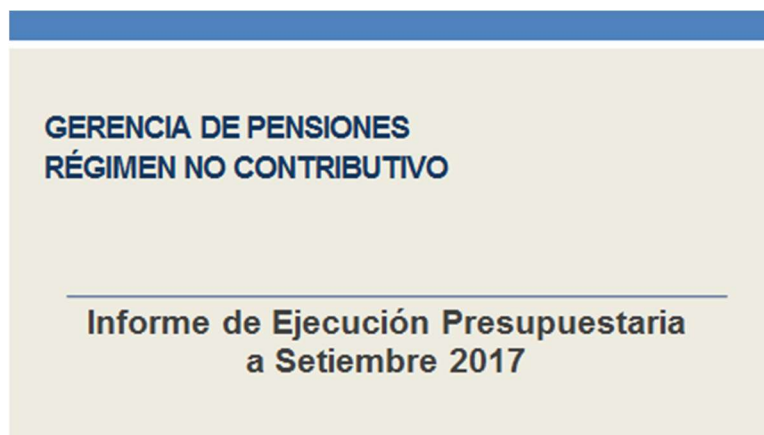 GERENCIA DE PENSIONES
RÉGIMEN NO CONTRIBUTIVO
Informe de Ejecución Presupuestaria
a Setiembre 2017